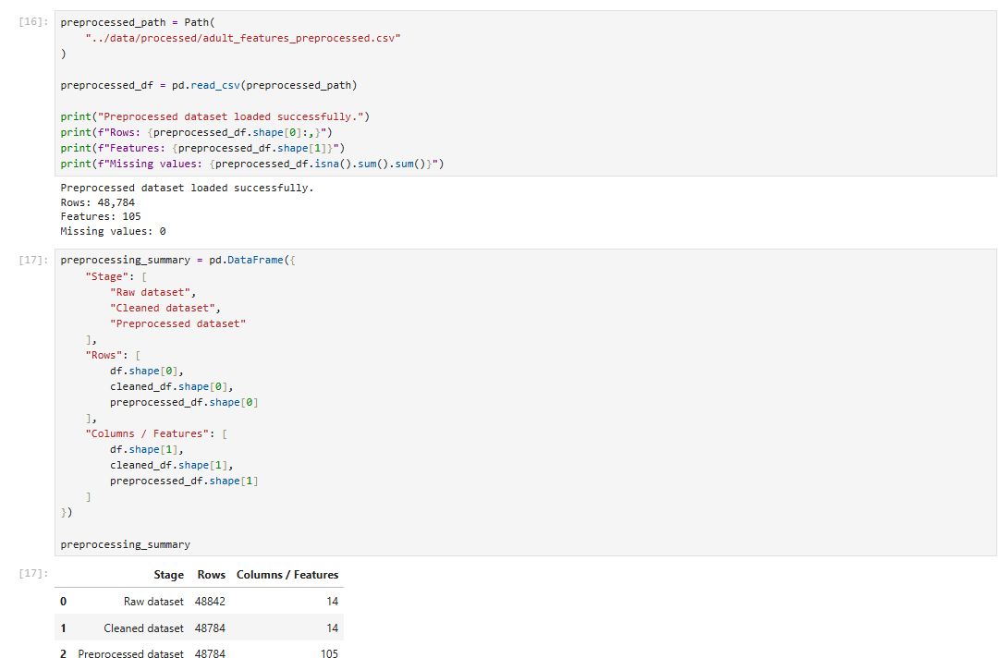 [16]: preprocessed_path = Path(
    "../data/processed/adult_features_preprocessed.csv"
)

preprocessed_df = pd.read_csv(preprocessed_path)

print("Preprocessed dataset loaded successfully.")
print(f"Rows: {preprocessed_df.shape[0]:,}")
print(f"Features: {preprocessed_df.shape[1]}")
print(f"Missing values: {preprocessed_df.isna().sum().sum()}")
Preprocessed dataset loaded successfully.
Rows: 48,784
Features: 105
Missing values: 0
[17]: preprocessing_summary = pd.DataFrame({
    "Stage": [
        "Raw dataset",
        "Cleaned dataset",
        "Preprocessed dataset"
    ],
    "Rows": [
        df.shape[0],
        cleaned_df.shape[0],
        preprocessed_df.shape[0]
    ],
    "Columns / Features": [
        df.shape[1],
        cleaned_df.shape[1],
        preprocessed_df.shape[1]
    ]
})

preprocessing_summary
[17]: Stage Rows Columns / Features
0 Raw dataset 48842 14
1 Cleaned dataset 48784 14
2 Preprocessed dataset 48784 105